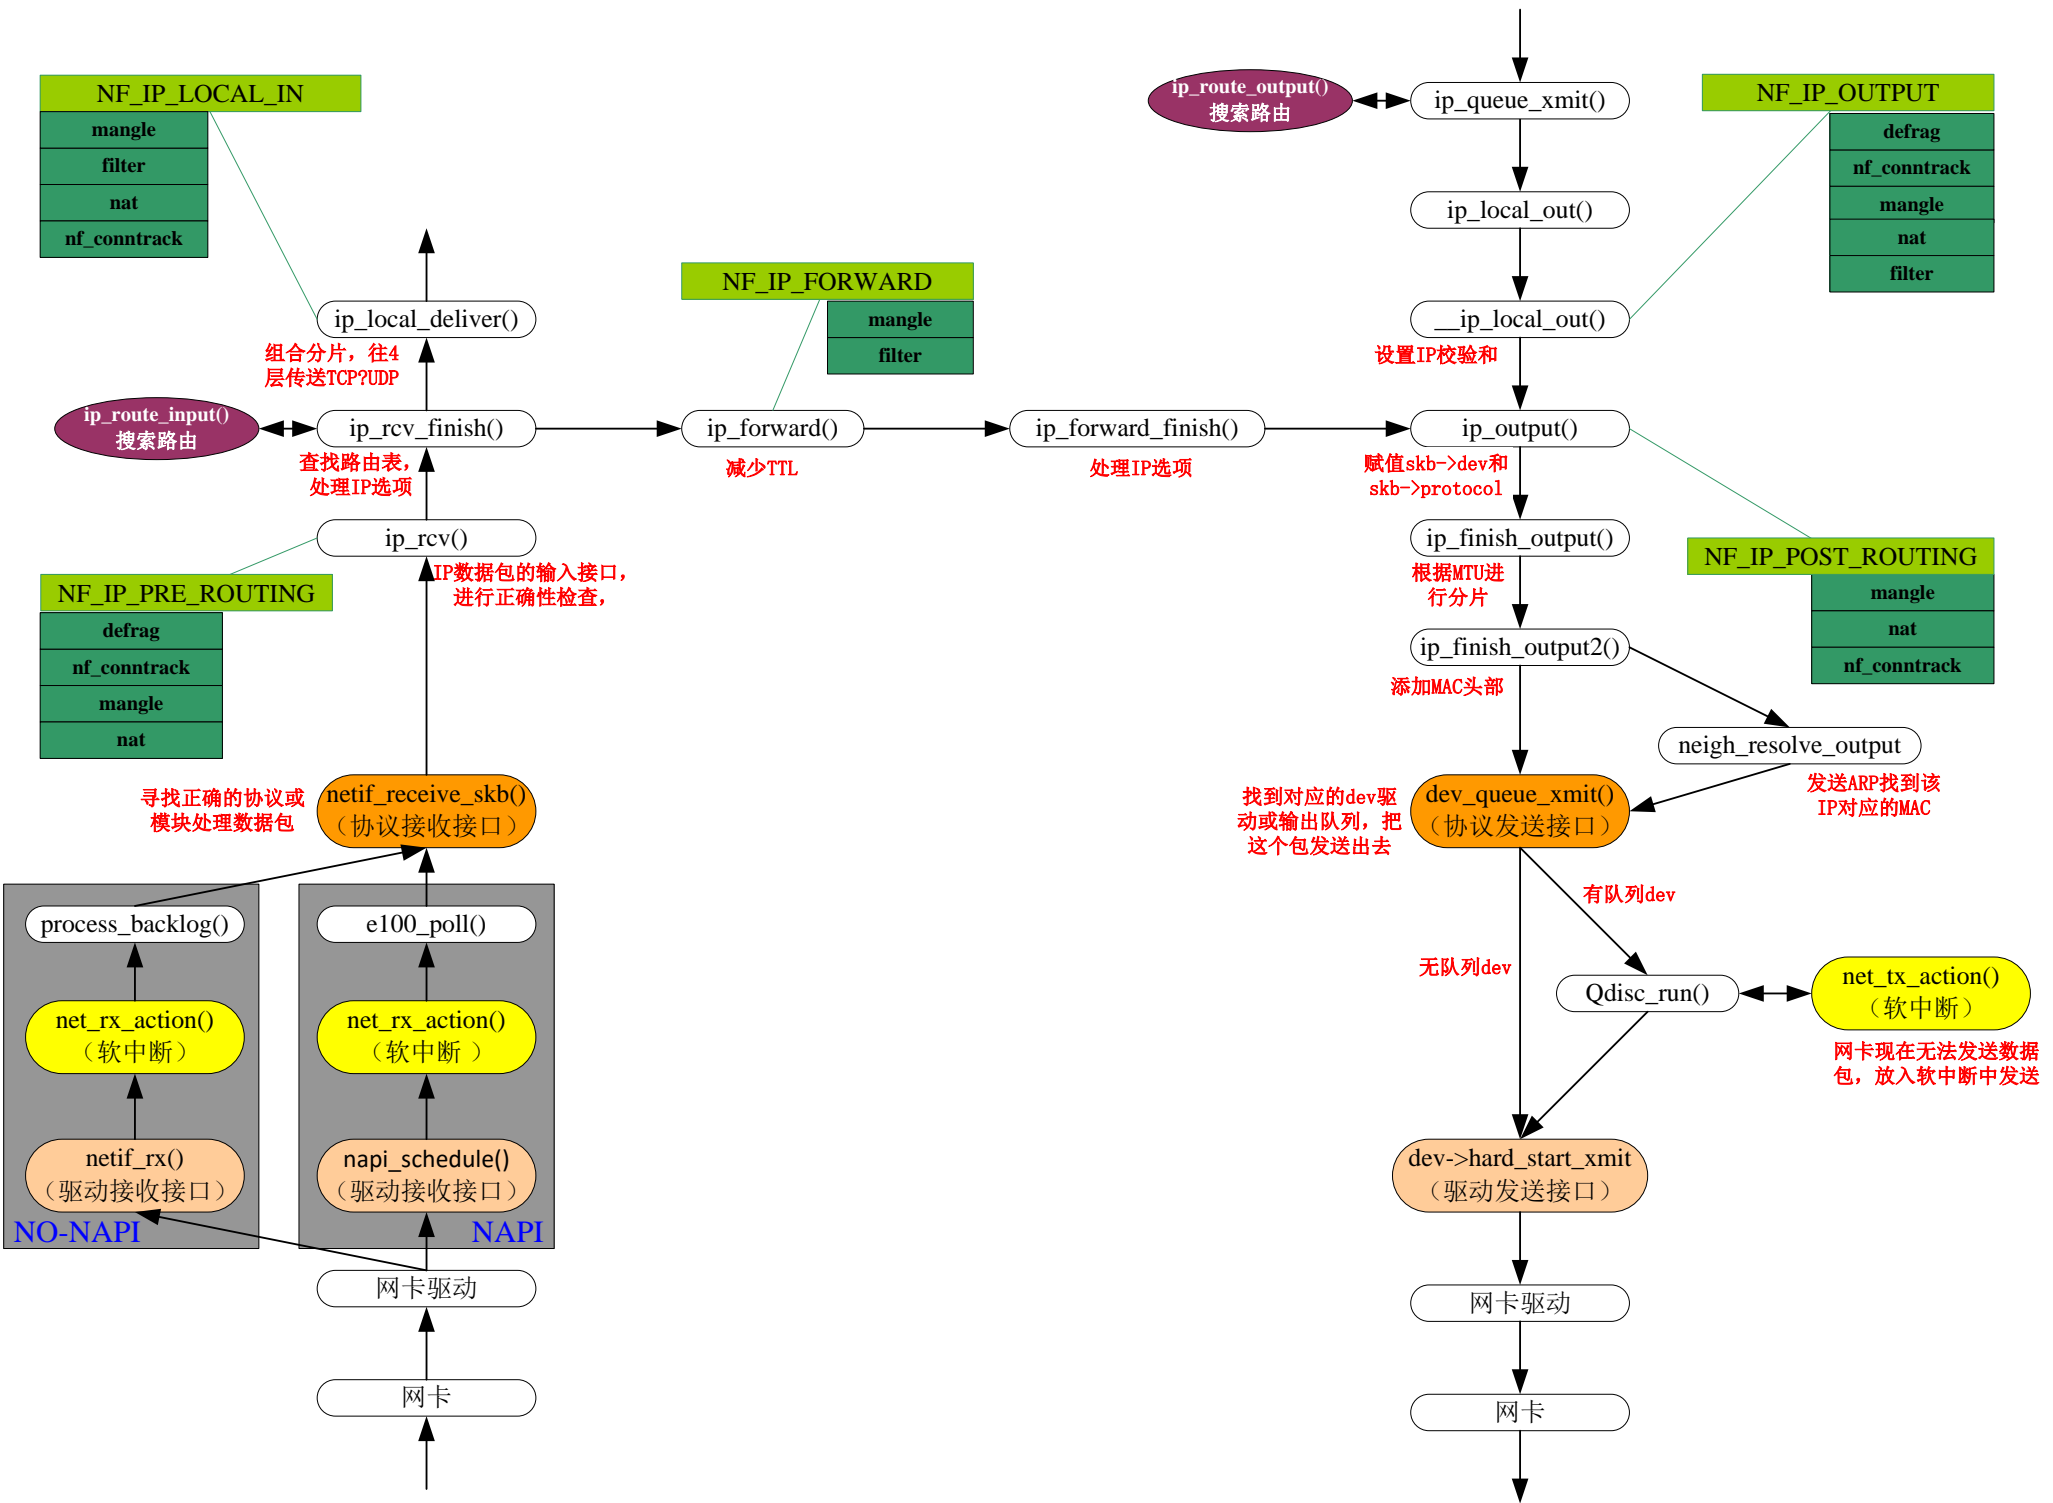 NF_IP_LOCAL_IN
mangle
filter
nat
nf_conntrack
ip_route_output()
搜索路由
ip_queue_xmit()
NF_IP_OUTPUT
defrag
nf_conntrack
mangle
nat
filter
ip_local_out()
NF_IP_FORWARD
mangle
filter
ip_local_deliver()
组合分片，往4
层传送TCP?UDP
__ip_local_out()
设置IP校验和
ip_route_input()
搜索路由
ip_rcv_finish()
查找路由表，
处理IP选项
ip_forward()
减少TTL
ip_forward_finish()
处理IP选项
ip_output()
赋值skb->dev和
skb->protocol
ip_rcv()
IP数据包的输入接口，
进行正确性检查，
NF_IP_PRE_ROUTING
defrag
nf_conntrack
mangle
nat
ip_finish_output()
根据MTU进
行分片
NF_IP_POST_ROUTING
mangle
nat
nf_conntrack
ip_finish_output2()
添加MAC头部
neigh_resolve_output
发送ARP找到该
IP对应的MAC
寻找正确的协议或
模块处理数据包
netif_receive_skb()
（协议接收接口）
找到对应的dev驱
动或输出队列，把
这个包发送出去
dev_queue_xmit()
（协议发送接口）
有队列dev
无队列dev
process_backlog()
e100_poll()
net_rx_action()
（软中断）
net_rx_action()
（软中断 ）
Qdisc_run()
net_tx_action()
（软中断）
网卡现在无法发送数据
包，放入软中断中发送
netif_rx()
（驱动接收接口）
NO-NAPI
napi_schedule()
（驱动接收接口）
NAPI
dev->hard_start_xmit
（驱动发送接口）
网卡驱动
网卡驱动
网卡
网卡